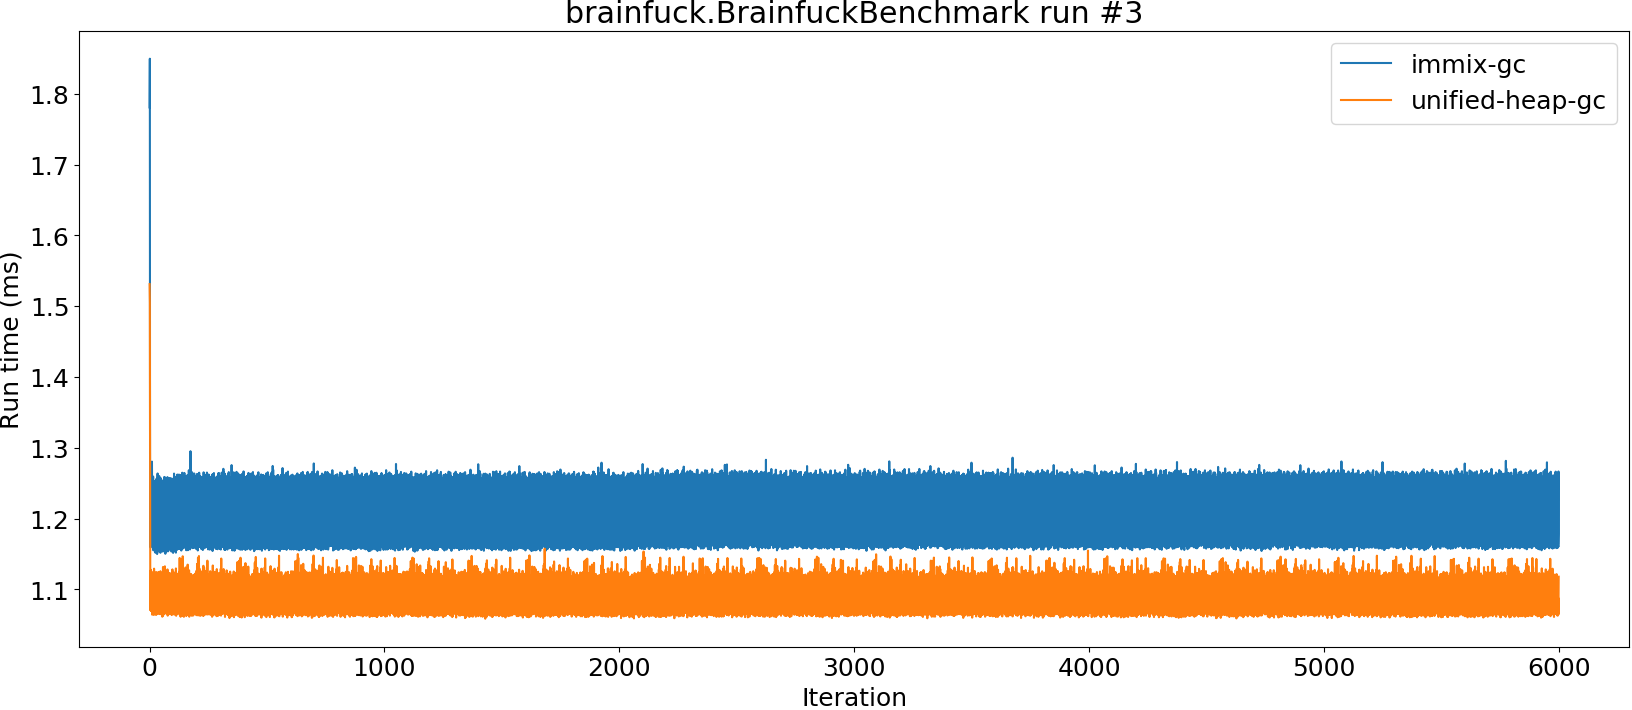 brainfuck.BrainfuckBenchmark run #3
immix-gc
unified-heap-gc
Run time (ms)
1.8
1.7
1.6
1.5
1.4
1.3
1.2
1.1
0 1000 2000 3000 4000 5000 6000
Iteration